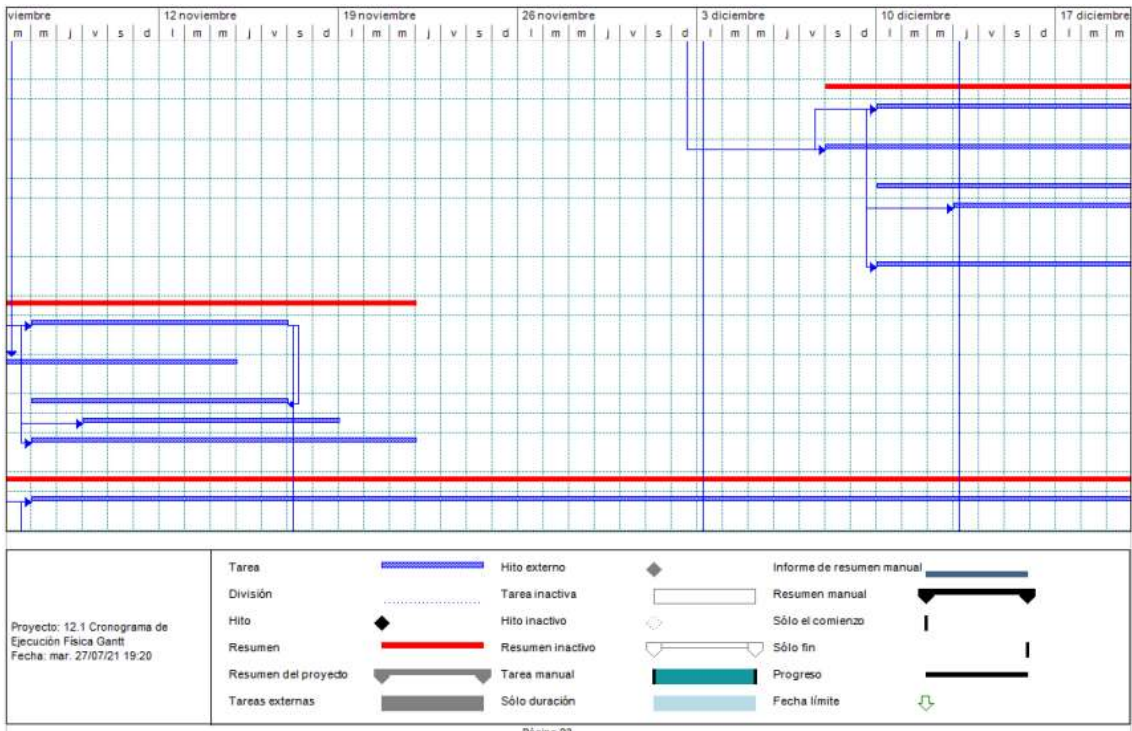 viembre 12 noviembre 19 noviembre 26 noviembre 3 diciembre 10 diciembre 17 diciembre
m m j v s d l m m j v s d l m m j v s d l m m j v s d l m m j v s d l m m j v s d l m m
Tarea Hito externo Informe de resumen manual
División Tarea inactiva Resumen manual
Hito Hito inactivo Sólo el comienzo
Proyecto: 12.1 Cronograma de
Ejecución Física Gantt
Fecha: mar. 27/07/21 19:20
Resumen Resumen inactivo Sólo fin
Resumen del proyecto Tarea manual Progreso
Tareas externas Sólo duración Fecha límite